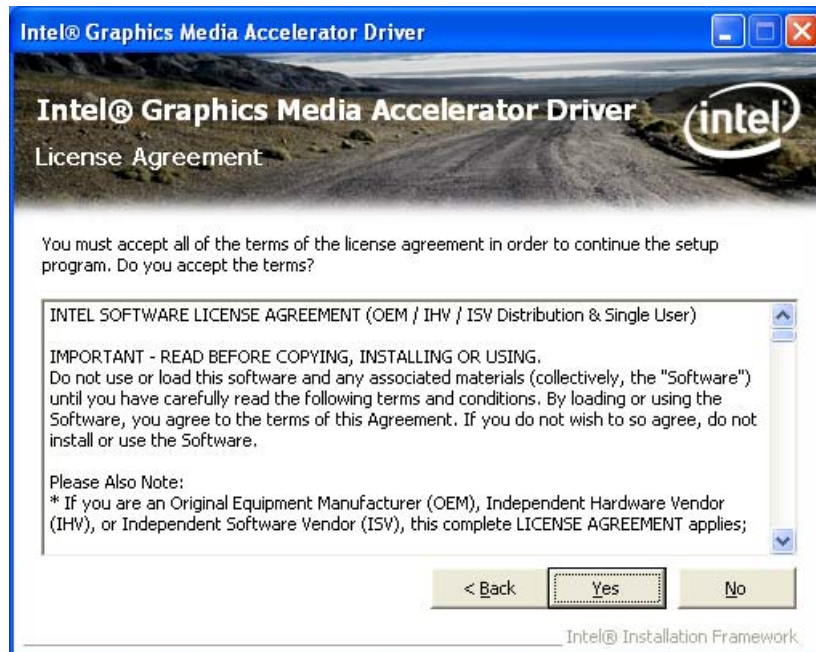 Intel® Graphics Media Accelerator Driver
Intel® Graphics Media Accelerator Driver
intel
License Agreement
You must accept all of the terms of the license agreement in order to continue the setup
program. Do you accept the terms?
INTEL SOFTWARE LICENSE AGREEMENT (OEM / IHV / ISV Distribution & Single User)
IMPORTANT - READ BEFORE COPYING, INSTALLING OR USING.
Do not use or load this software and any associated materials (collectively, the "Software")
until you have carefully read the following terms and conditions. By loading or using the
Software, you agree to the terms of this Agreement. If you do not wish to so agree, do not
install or use the Software.
Please Also Note:
* If you are an Original Equipment Manufacturer (OEM), Independent Hardware Vendor
(IHV), or Independent Software Vendor (ISV), this complete LICENSE AGREEMENT applies;
< Back
Yes
No
Intel® Installation Framework